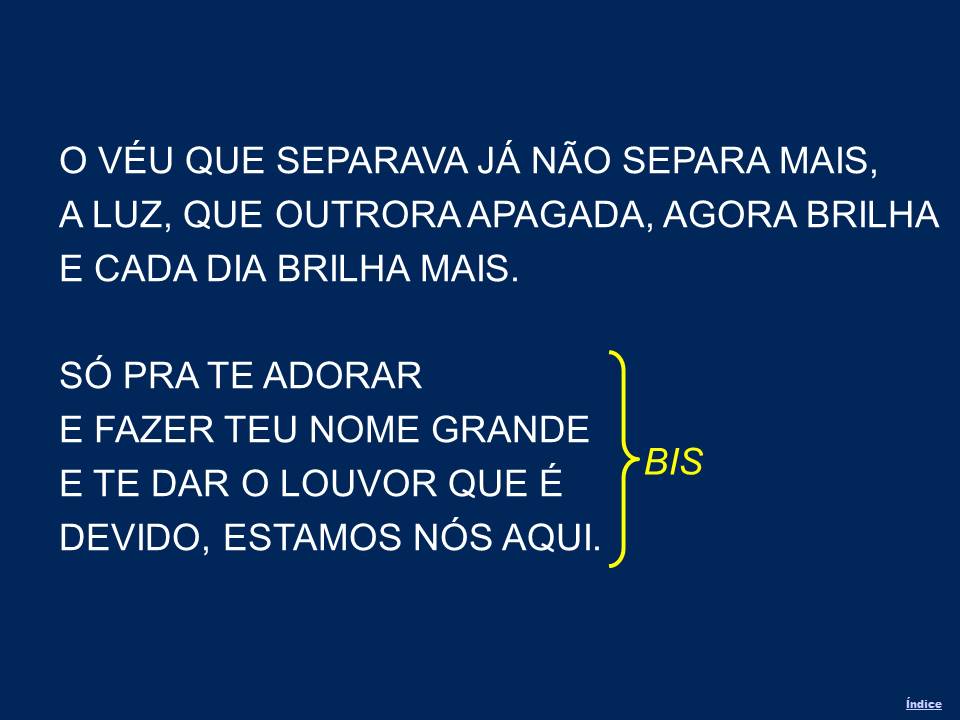 O VÉU QUE SEPARAVA JÁ NÃO SEPARA MAIS,
A LUZ, QUE OUTRORA APAGADA, AGORA BRILHA
E CADA DIA BRILHA MAIS.
SÓ PRA TE ADORAR
E FAZER TEU NOME GRANDE
E TE DAR O LOUVOR QUE É
DEVIDO, ESTAMOS NÓS AQUI.
BIS
Índice